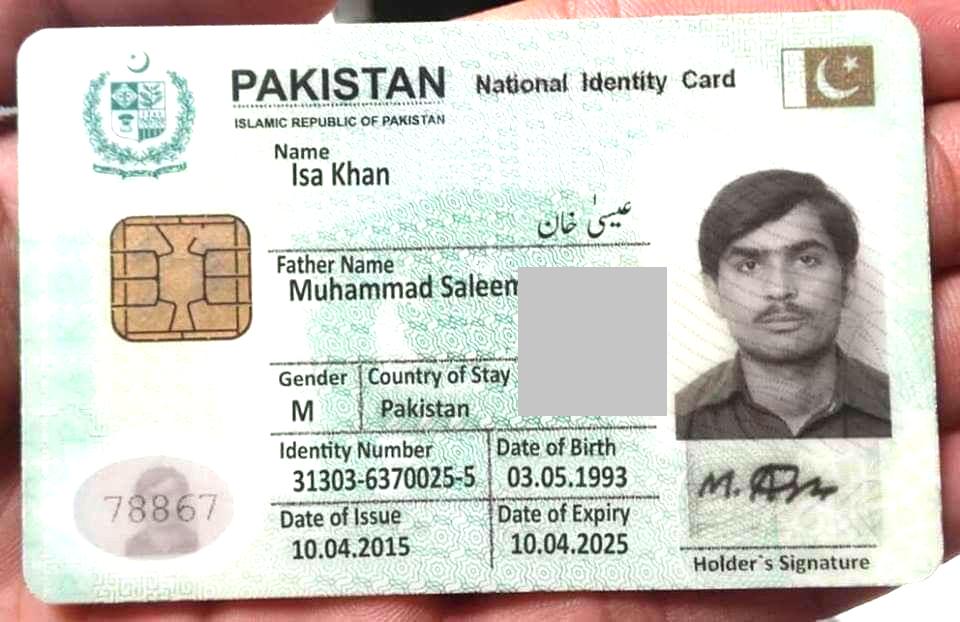 PAKISTAN National Identity Card
ISLAMIC REPUBLIC OF PAKISTAN
Name
Isa Khan
عیسیٰ خان
Father Name
Muhammad Saleem
Gender Country of Stay
M Pakistan
Identity Number Date of Birth
31303-6370025-5 03.05.1993
Date of Issue Date of Expiry
10.04.2015 10.04.2025
78867
Holder`s Signature